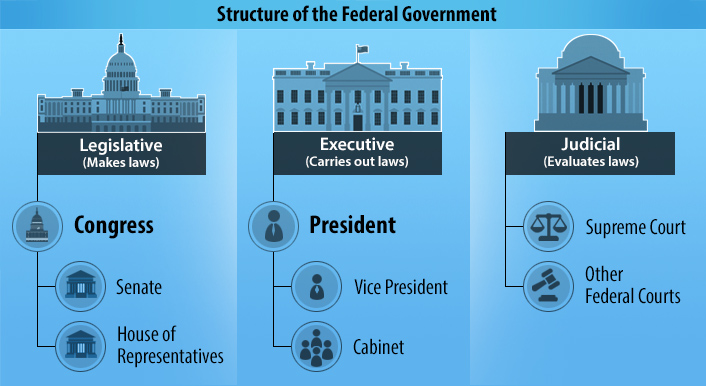 Structure of the Federal Government
Legislative
(Makes laws)
Congress
Senate
House of
Representatives
Executive
(Carries out laws)
President
Vice President
Cabinet
Judicial
(Evaluates laws)
Supreme Court
Other
Federal Courts